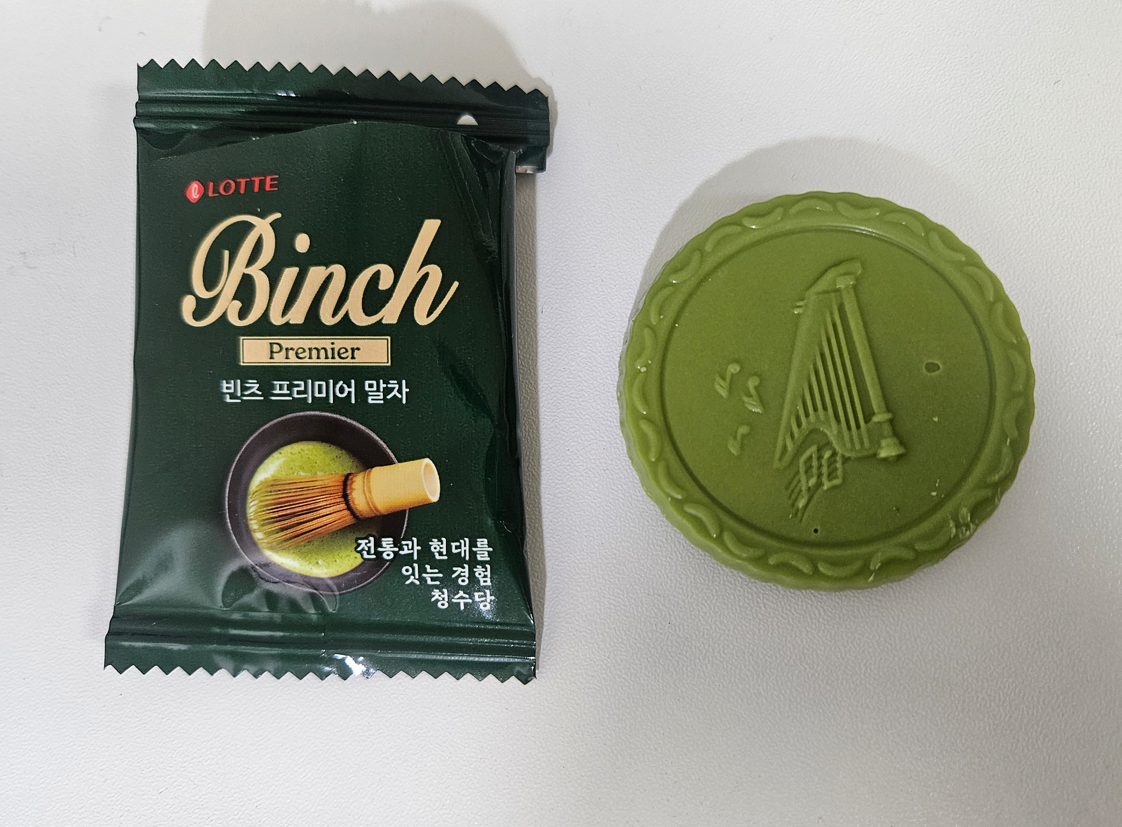 LOTTE
Binch
Premier
빈츠 프리미어 말차
전통과 현대를
잇는 경험
청수당